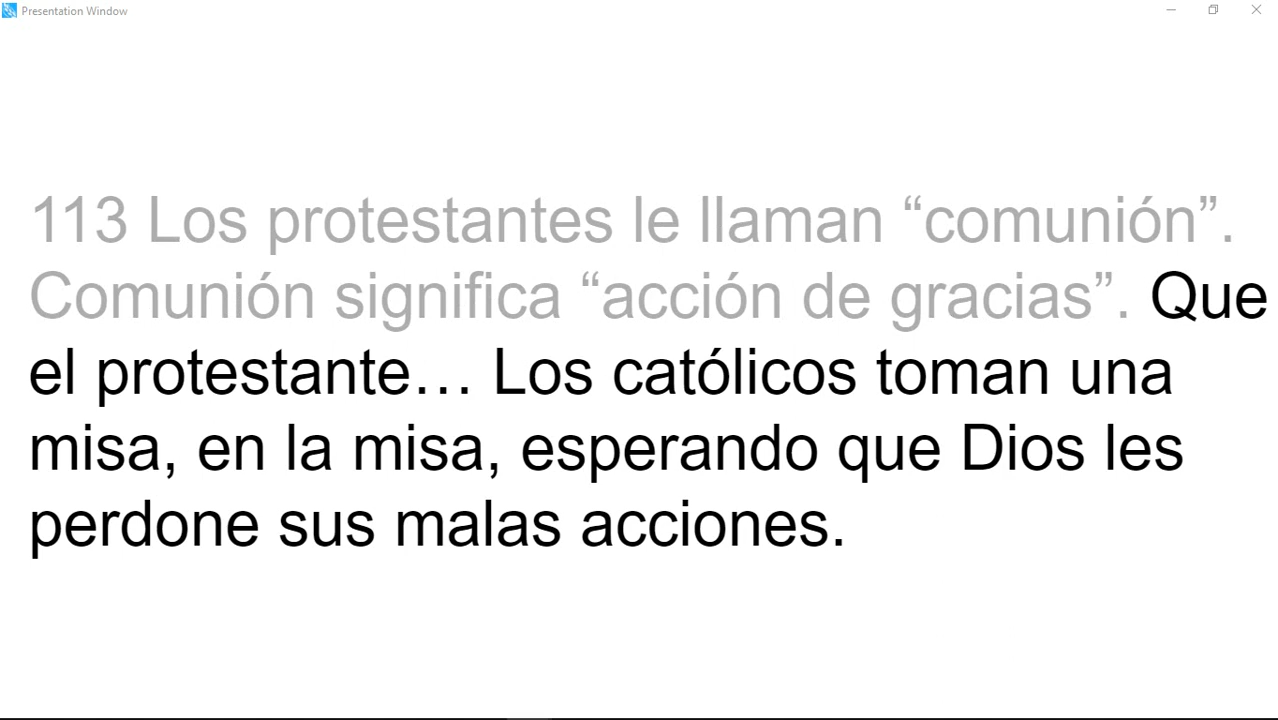 Presentation Window
113 Los protestantes le llaman “comunión”.
Comunión significa “acción de gracias”. Que
el protestante… Los católicos toman una
misa, en la misa, esperando que Dios les
perdone sus malas acciones.